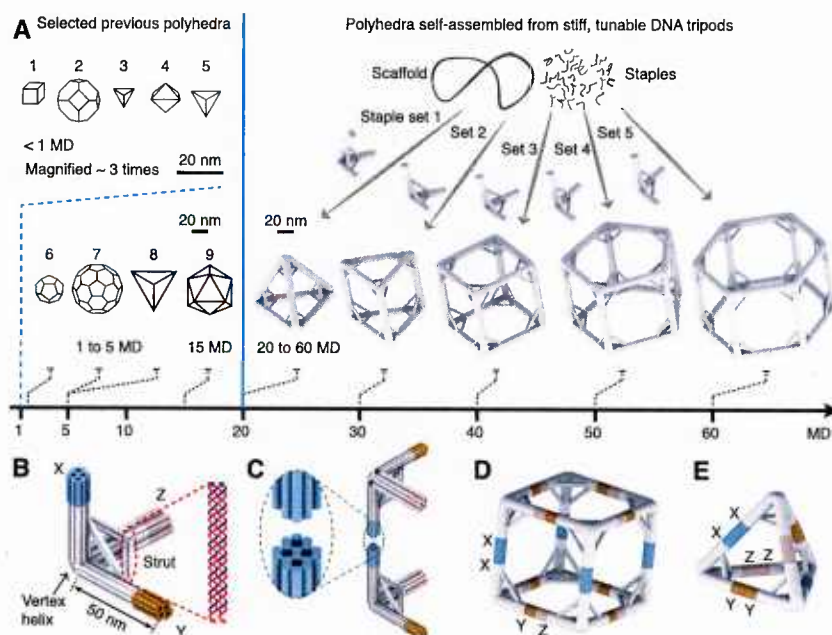 Selected previous polyhedra
Polyhedra self-assembled from stiff, tunable DNA tripods
A
1 2 3 4 5
Scaffold
Staples
Staple set 1
Set 2
Set 3
Set 4
Set 5
< 1 MD
Magnified ~ 3 times
20 nm
20 nm
20 nm
6 7 8 9
1 to 5 MD
15 MD
20 to 60 MD
1 5 10 20 30 40 50 60 MD
B
X
Z
Strut
Vertex
helix
50 nm
Y
C
D
X
X
Y Z
E
X
X
Z Z
Y Y